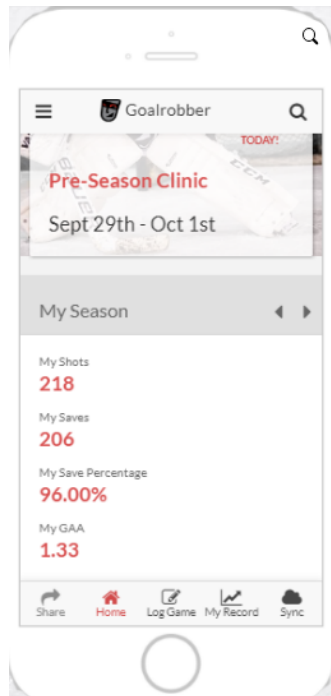 Goalrobber
TODAY!
Pre-Season Clinic
CCM
Sept 29th - Oct 1st
My Season
My Shots
218
My Saves
206
My Save Percentage
96.00%
My GAA
1.33
Share Home Log Game My Record Sync